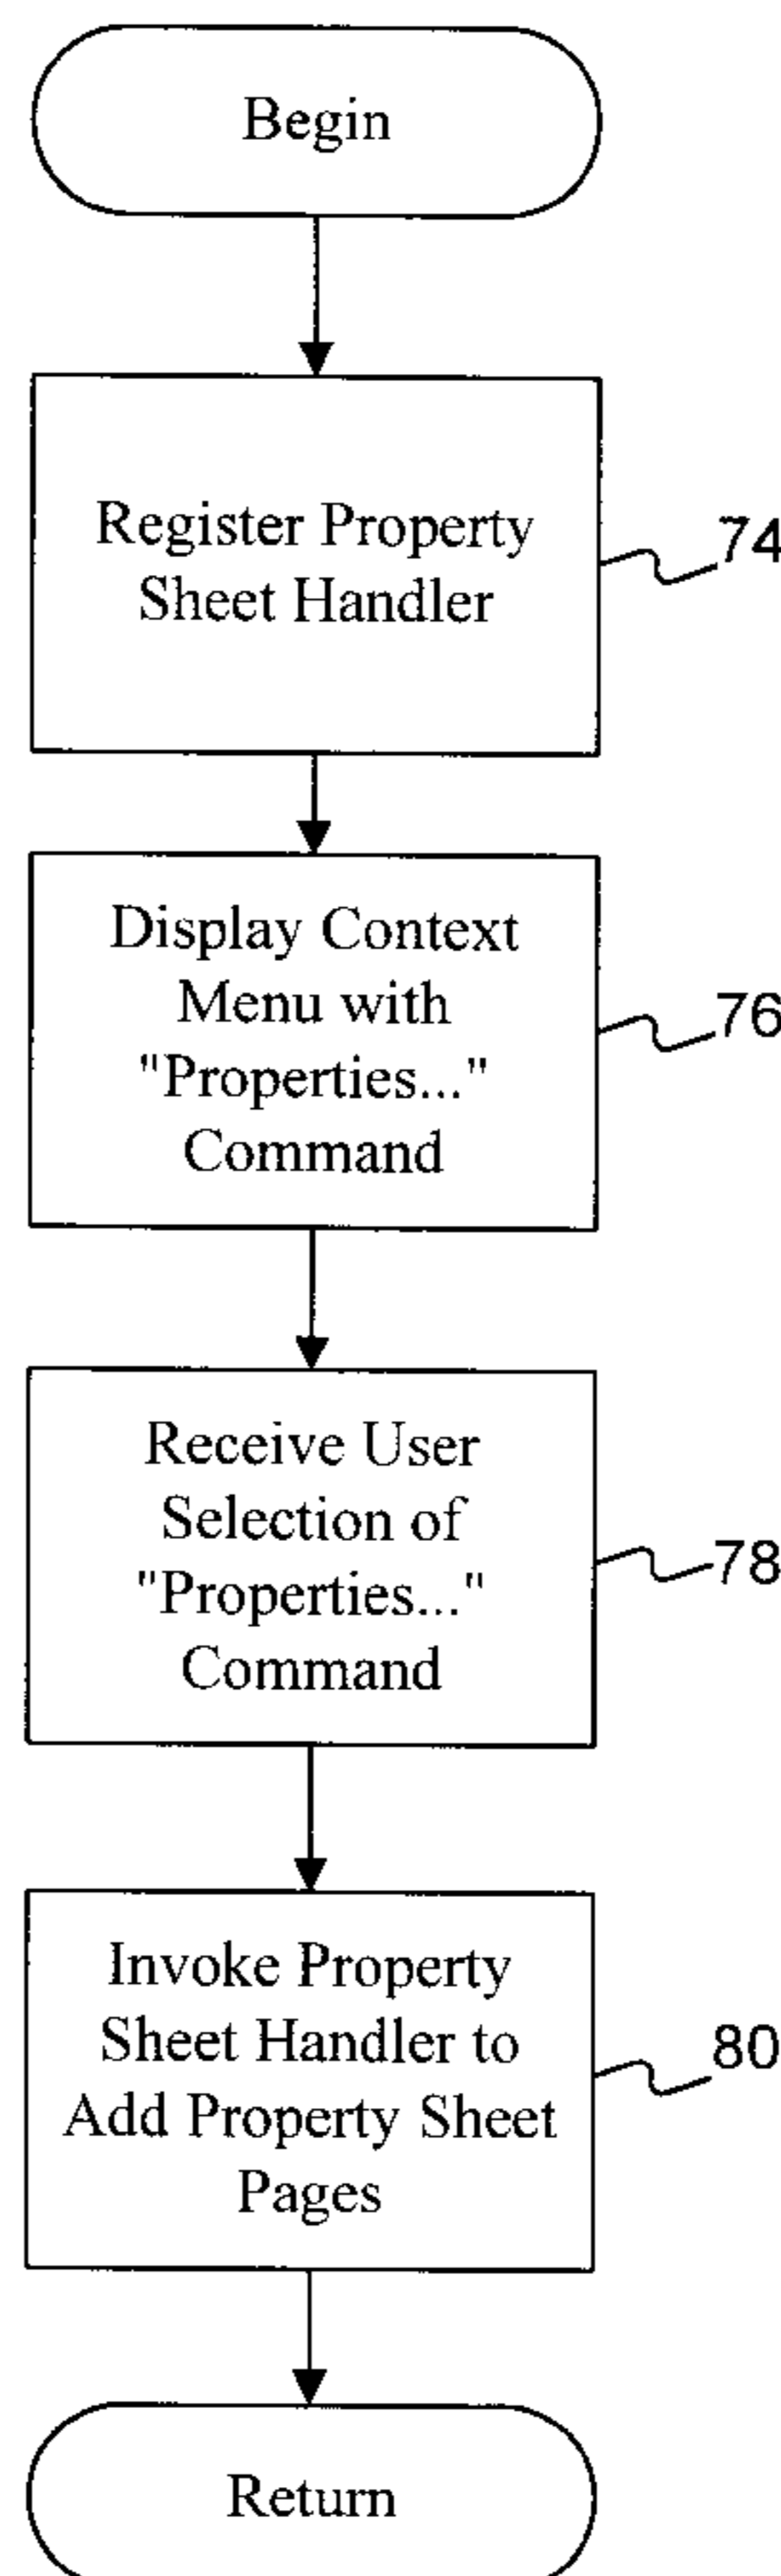 Begin
Register Property
Sheet Handler
74
Display Context
Menu with
"Properties..."
Command
76
Receive User
Selection of
"Properties..."
Command
78
Invoke Property
Sheet Handler to
Add Property Sheet
Pages
80
Return